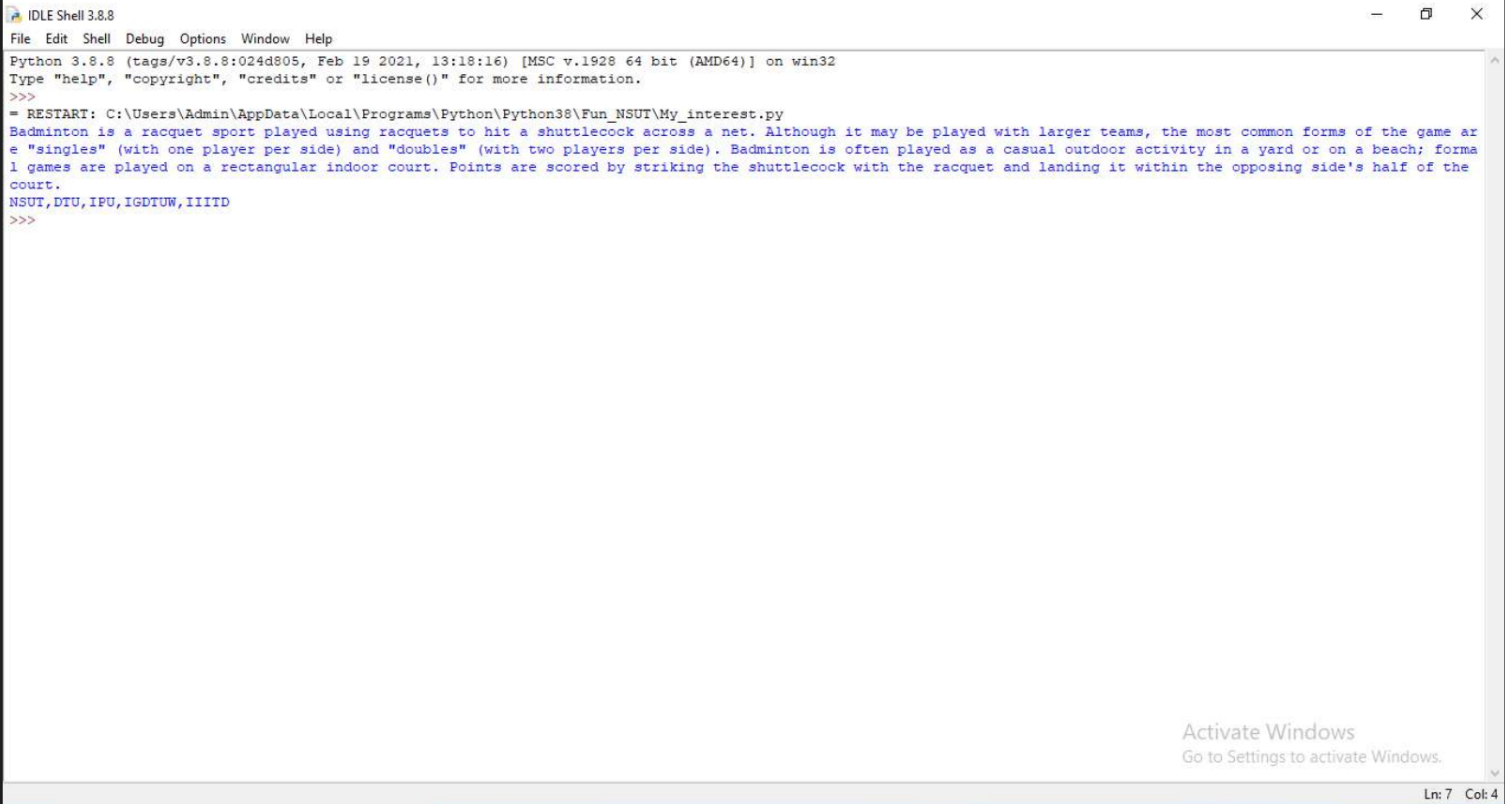 IDLE Shell 3.8.8
File Edit Shell Debug Options Window Help
Python 3.8.8 (tags/v3.8.8:024d805, Feb 19 2021, 13:18:16) [MSC v.1928 64 bit (AMD64)] on win32
Type "help", "copyright", "credits" or "license()" for more information.
>>>
= RESTART: C:\Users\Admin\AppData\Local\Programs\Python\Python38\Fun_NSUT\My_interest.py
Badminton is a racquet sport played using racquets to hit a shuttlecock across a net. Although it may be played with larger teams, the most common forms of the game ar
e "singles" (with one player per side) and "doubles" (with two players per side). Badminton is often played as a casual outdoor activity in a yard or on a beach; forma
l games are played on a rectangular indoor court. Points are scored by striking the shuttlecock with the racquet and landing it within the opposing side's half of the
court.
NSUT,DTU,IPU,IGDTUW,IIITD
>>>
Activate Windows
Go to Settings to activate Windows.
Ln: 7 Col: 4